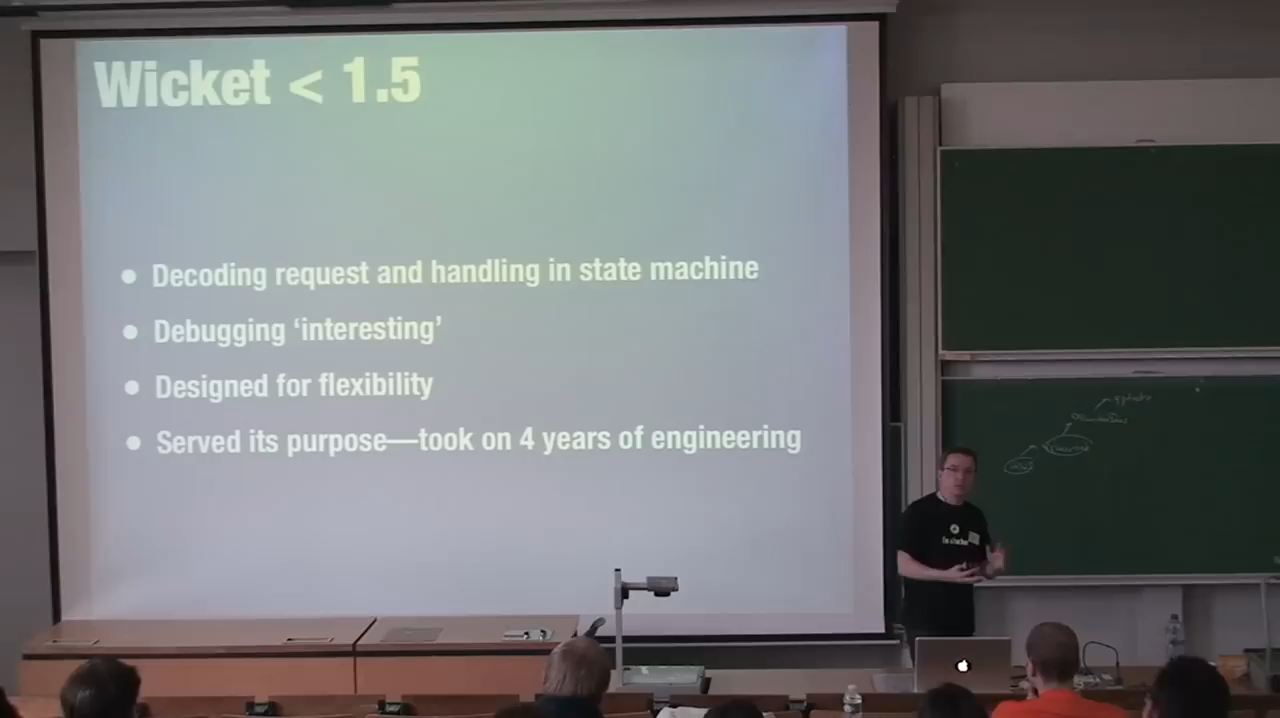 Wicket < 1.5
● Decoding request and handling in state machine
● Debugging ‘interesting’
● Designed for flexibility
● Served its purpose—took on 4 years of engineering